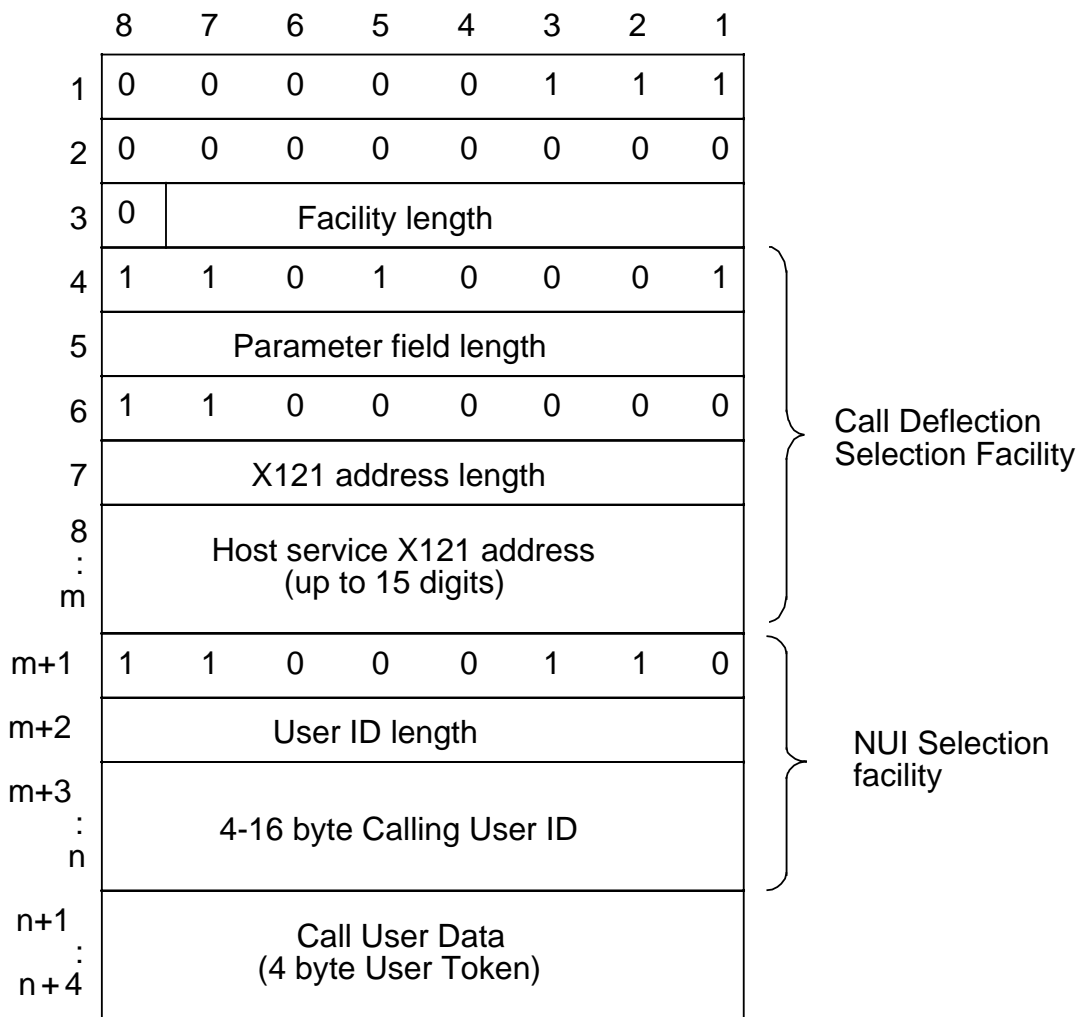 8 7 6 5 4 3 2 1
1 0 0 0 0 0 1 1 1
2 0 0 0 0 0 0 0 0
3 0 Facility length
4 1 1 0 1 0 0 0 1
5 Parameter field length
6 1 1 0 0 0 0 0 0
Call Deflection
Selection Facility
7 X121 address length
8
:
m
Host service X121 address
(up to 15 digits)
m+1 1 1 0 0 0 1 1 0
m+2 User ID length
NUI Selection
facility
m+3
:
n
4-16 byte Calling User ID
n+1
:
n+4
Call User Data
(4 byte User Token)